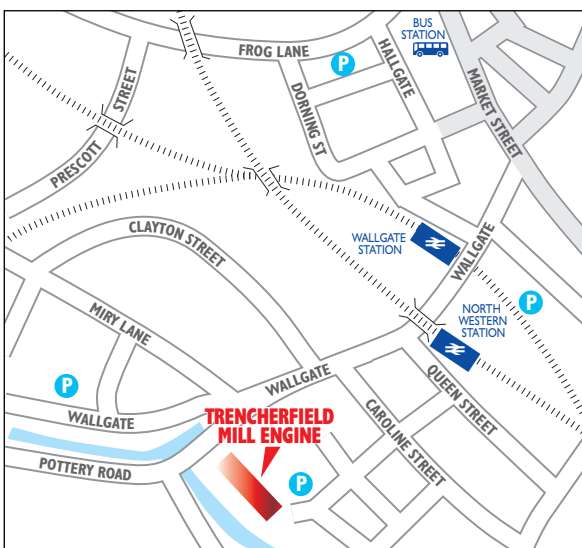 BUS
STATION
FROG LANE
P
HALLGATE
MARKET STREET
DORNING ST
PRESCOTT
STREET
WALLGATE
STATION
WALLGATE
CLAYTON STREET
P
NORTH
WESTERN
STATION
MIRY LANE
P
WALLGATE
QUEEN STREET
WALLGATE
CAROLINE STREET
TRENCHERFIELD
MILL ENGINE
POTTERY ROAD
P